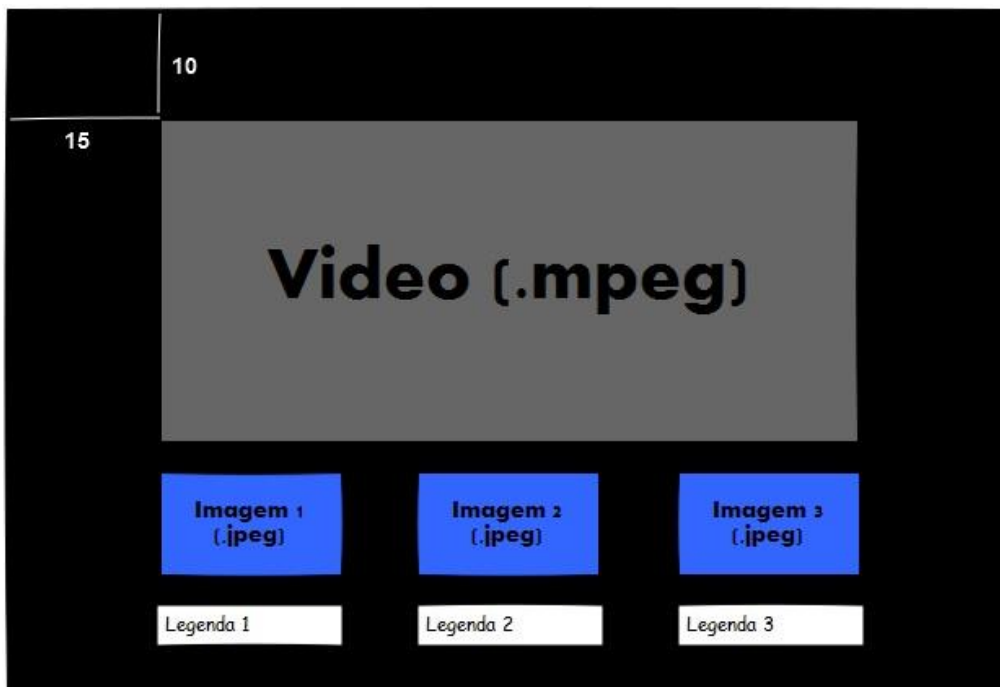 10
15
Video (.mpeg)
Imagem 1
(.jpeg)
Imagem 2
(.jpeg)
Imagem 3
(.jpeg)
Legenda 1
Legenda 2
Legenda 3